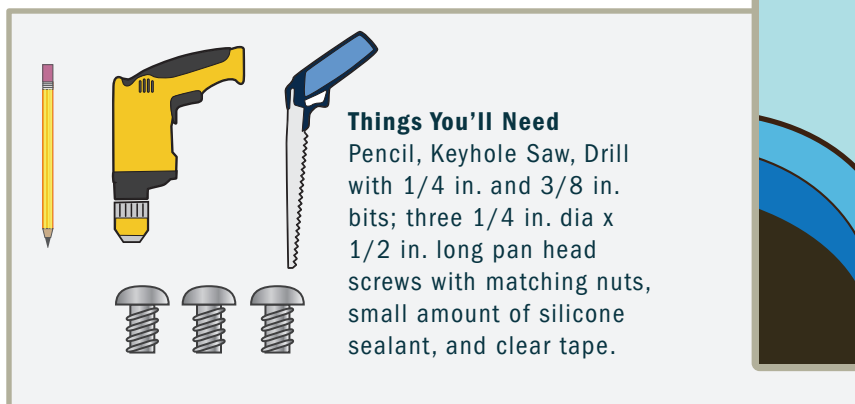 Things You'll Need
Pencil, Keyhole Saw, Drill
with 1/4 in. and 3/8 in.
bits; three 1/4 in. dia x
1/2 in. long pan head
screws with matching nuts,
small amount of silicone
sealant, and clear tape.